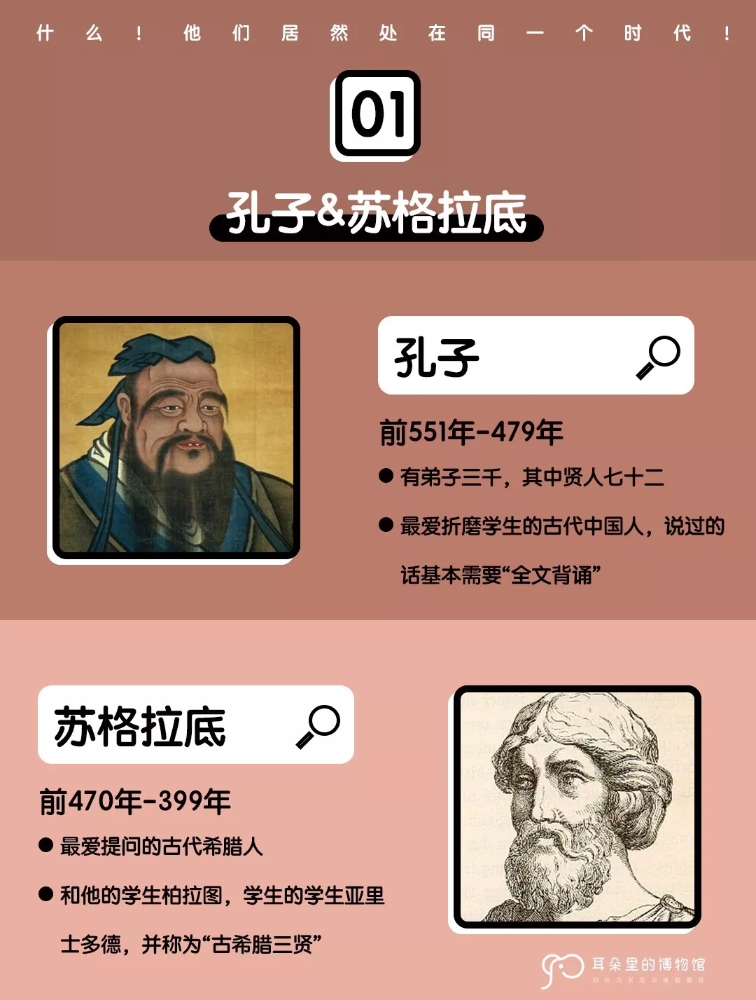 什么！他们居然处在同一个时代！
01
孔子&苏格拉底
孔子
前551年-479年
有弟子三千，其中贤人七十二
最爱折磨学生的古代中国人，说过的
话基本需要“全文背诵”
苏格拉底
前470年-399年
最爱提问的古代希腊人
和他的学生柏拉图，学生的学生亚里
士多德，并称为“古希腊三贤”
耳朵里的博物馆